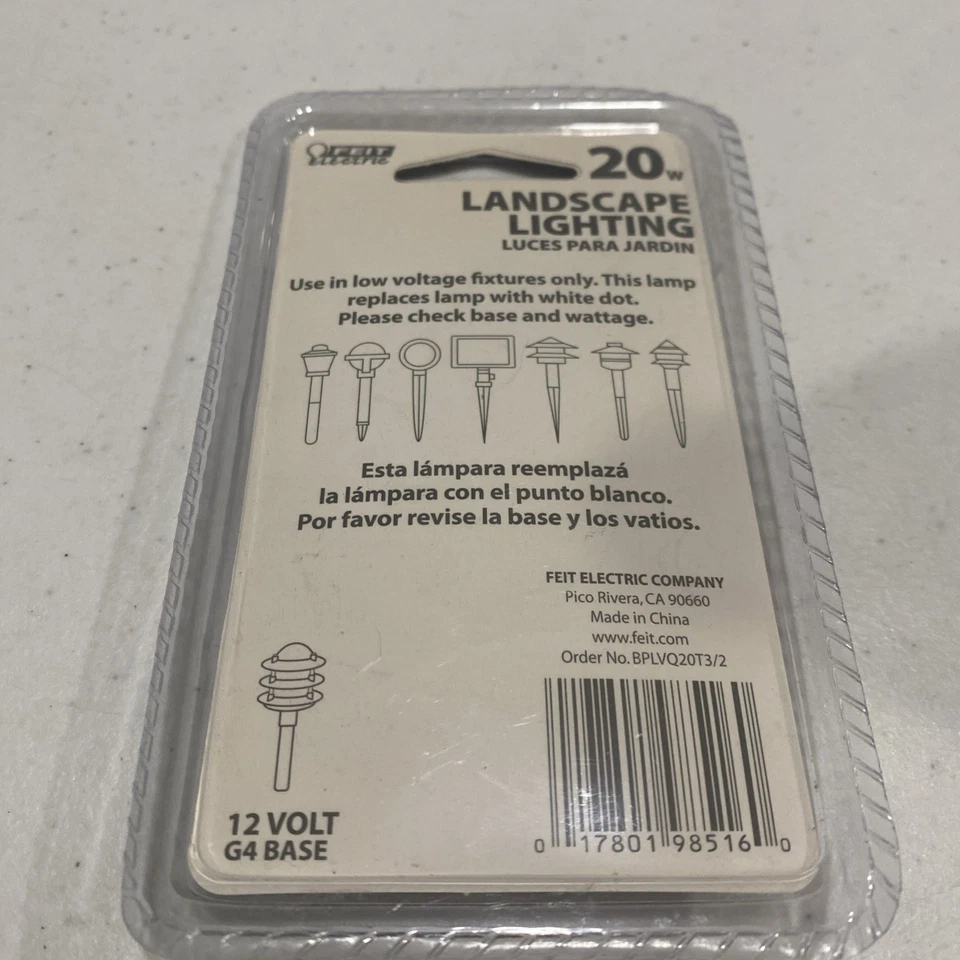 FEIT
electric
20W
LANDSCAPE
LIGHTING
LUCES PARA JARDIN
Use in low voltage fixtures only. This lamp
replaces lamp with white dot.
Please check base and wattage.
Esta lámpara reemplazá
la lámpara con el punto blanco.
Por favor revise la base y los vatios.
FEIT ELECTRIC COMPANY
Pico Rivera, CA 90660
Made in China
www.feit.com
Order No. BPLVQ20T3/2
12 VOLT
G4 BASE
0 17801 98516 0